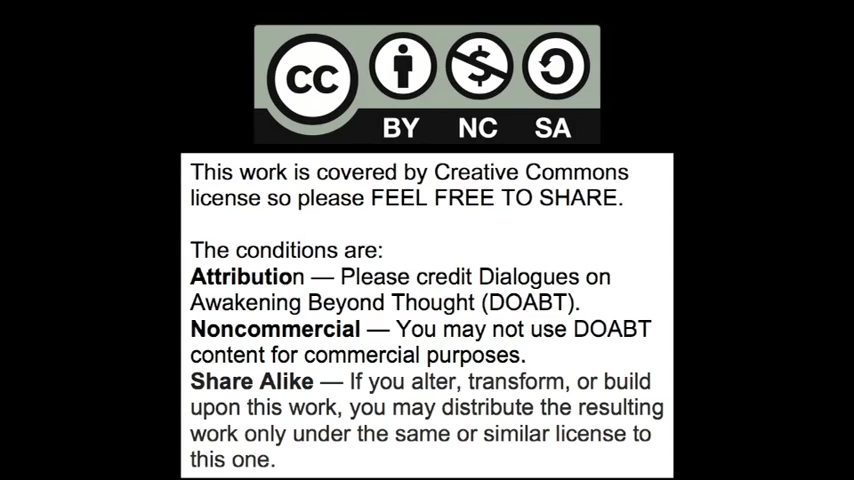 CC
BY NC SA
This work is covered by Creative Commons
license so please FEEL FREE TO SHARE.
The conditions are:
Attribution — Please credit Dialogues on
Awakening Beyond Thought (DOABT).
Noncommercial — You may not use DOABT
content for commercial purposes.
Share Alike — If you alter, transform, or build
upon this work, you may distribute the resulting
work only under the same or similar license to
this one.